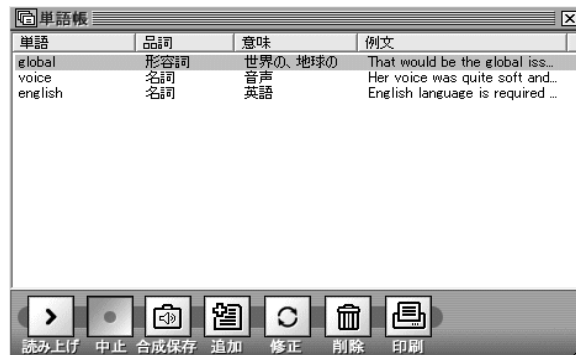 単語帳
単語 品詞 意味 例文
global 形容詞 世界の、地球の That would be the global iss...
voice 名詞 音声 Her voice was quite soft and...
english 名詞 英語 English language is required ...
読み上げ 中止 合成保存 追加 修正 削除 印刷